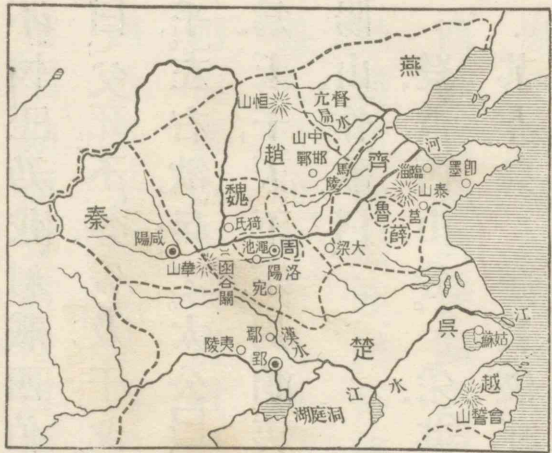 燕
督亢
易水
恒山
中山
邯鄲
趙
馬陵
齊
河
臨淄
即墨
泰山
莒
魯
薛
魏
猗氏
秦
咸陽
華山
函谷關
澠池
周
洛陽
大梁
宛
鄢
漢水
夷陵
郢
楚
吳
江
姑蘇
越
會稽山
江水
洞庭湖